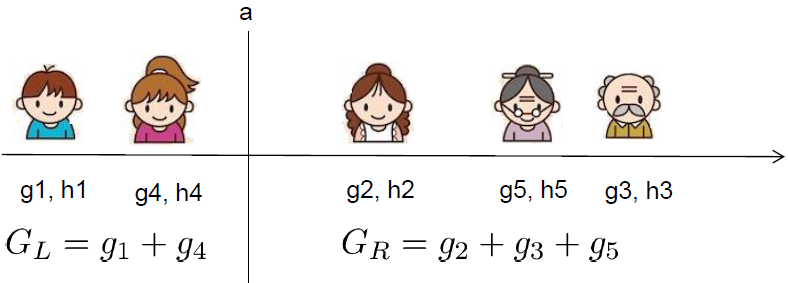 a
g1, h1 g4, h4 g2, h2 g5, h5 g3, h3
G_L = g_1 + g_4 G_R = g_2 + g_3 + g_5